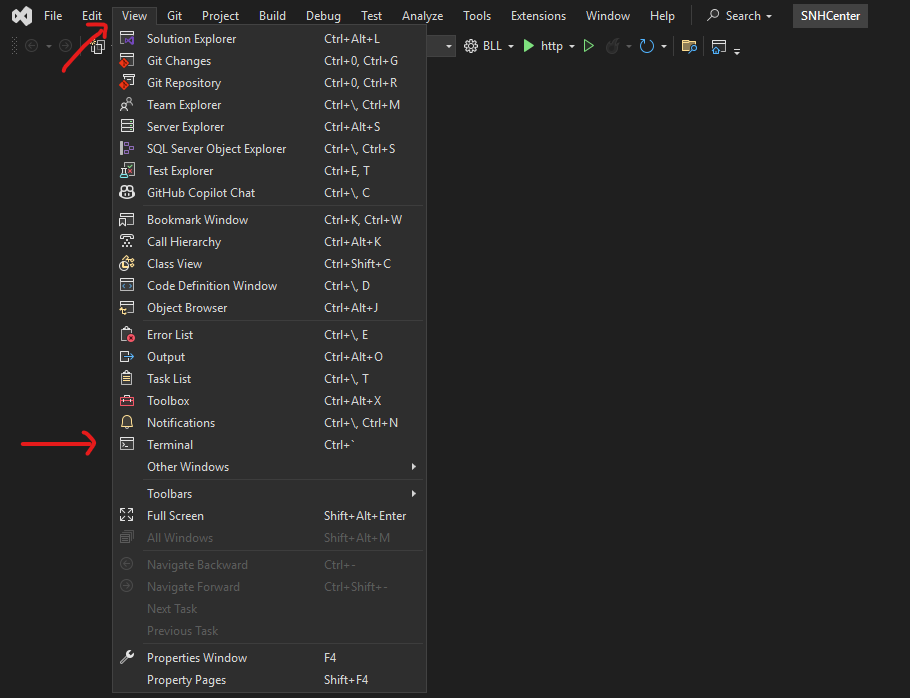 File Edit View Git Project Build Debug Test Analyze Tools Extensions Window Help Search SNHCenter
BLL http
Solution Explorer Ctrl+Alt+L
Git Changes Ctrl+0, Ctrl+G
Git Repository Ctrl+0, Ctrl+R
Team Explorer Ctrl+\, Ctrl+M
Server Explorer Ctrl+Alt+S
SQL Server Object Explorer Ctrl+\, Ctrl+S
Test Explorer Ctrl+E, T
GitHub Copilot Chat Ctrl+\, C
Bookmark Window Ctrl+K, Ctrl+W
Call Hierarchy Ctrl+Alt+K
Class View Ctrl+Shift+C
Code Definition Window Ctrl+\, D
Object Browser Ctrl+Alt+J
Error List Ctrl+\, E
Output Ctrl+Alt+O
Task List Ctrl+\, T
Toolbox Ctrl+Alt+X
Notifications Ctrl+\, Ctrl+N
Terminal Ctrl+`
Other Windows
Toolbars
Full Screen Shift+Alt+Enter
All Windows Shift+Alt+M
Navigate Backward Ctrl+-
Navigate Forward Ctrl+Shift+-
Next Task
Previous Task
Properties Window F4
Property Pages Shift+F4